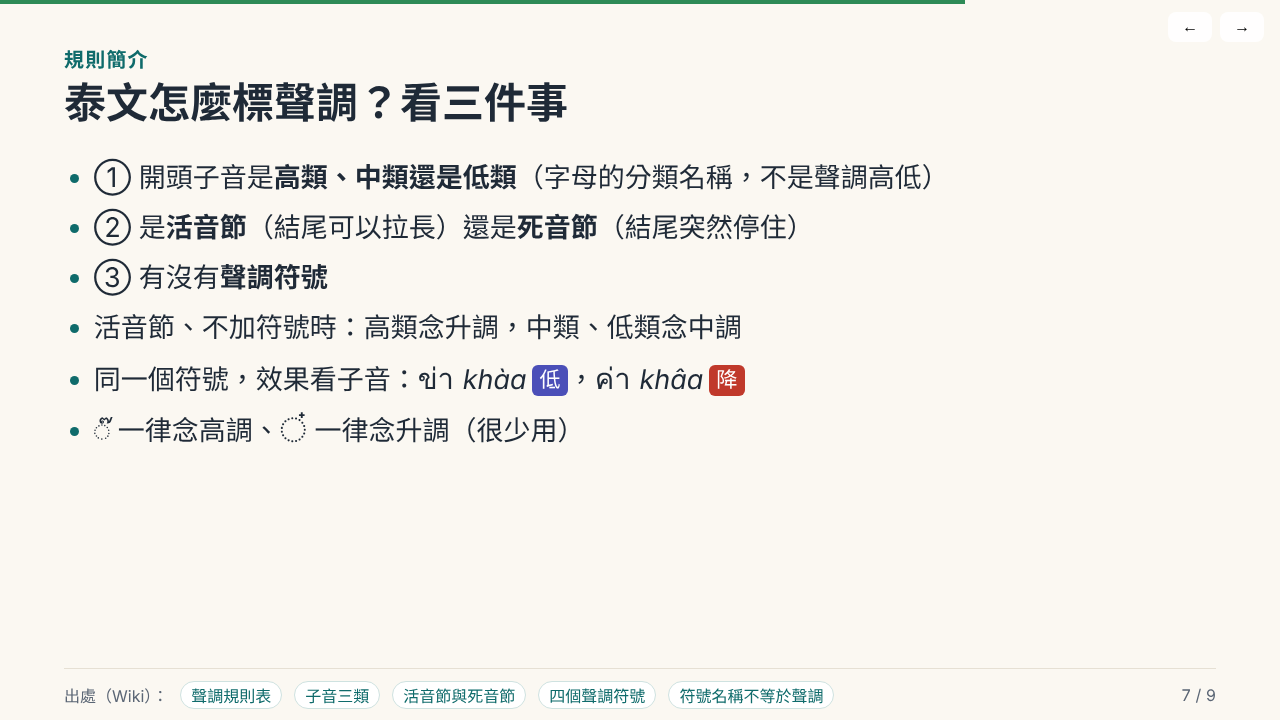 ← →
規則簡介
泰文怎麼標聲調？看三件事
• ① 開頭子音是高類、中類還是低類（字母的分類名稱，不是聲調高低）
• ② 是活音節（結尾可以拉長）還是死音節（結尾突然停住）
• ③ 有沒有聲調符號
• 活音節、不加符號時：高類念升調，中類、低類念中調
• 同一個符號，效果看子音：ข่า khàa 低，ค่า khâa 降
• ◌๊ 一律念高調、◌๋ 一律念升調（很少用）
出處（Wiki）： 聲調規則表 子音三類 活音節與死音節 四個聲調符號 符號名稱不等於聲調 7 / 9